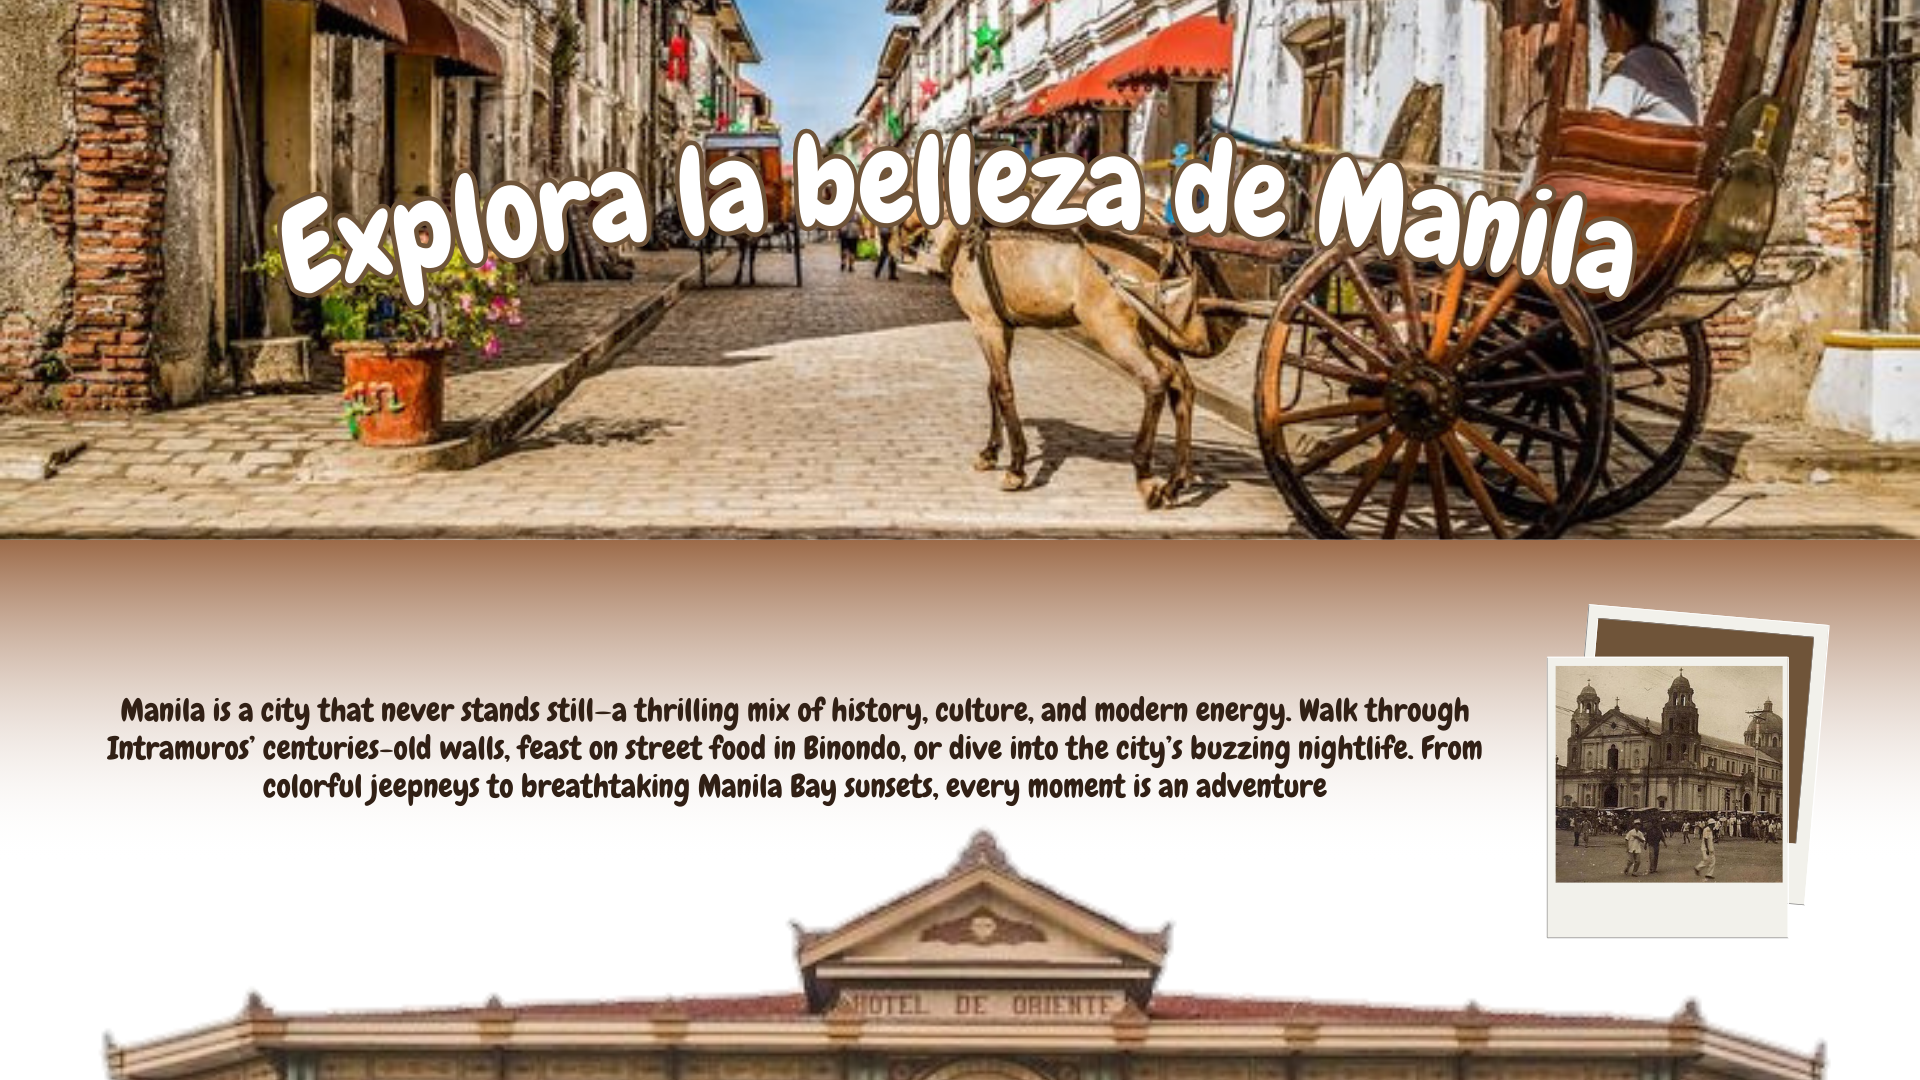 Explora la belleza de Manila
Manila is a city that never stands still—a thrilling mix of history, culture, and modern energy. Walk through
Intramuros’ centuries-old walls, feast on street food in Binondo, or dive into the city’s buzzing nightlife. From
colorful jeepneys to breathtaking Manila Bay sunsets, every moment is an adventure
HOTEL DE ORIENTE